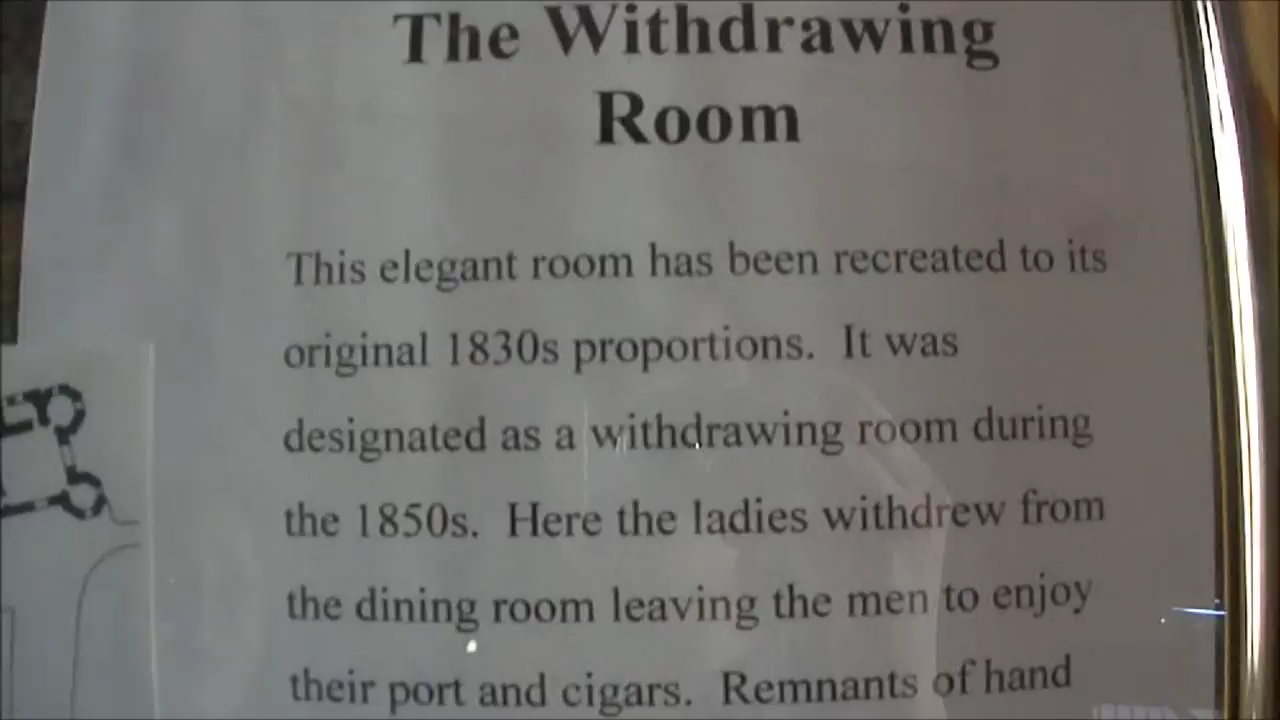 The Withdrawing
Room
This elegant room has been recreated to its
original 1830s proportions. It was
designated as a withdrawing room during
the 1850s. Here the ladies withdrew from
the dining room leaving the men to enjoy
their port and cigars. Remnants of hand